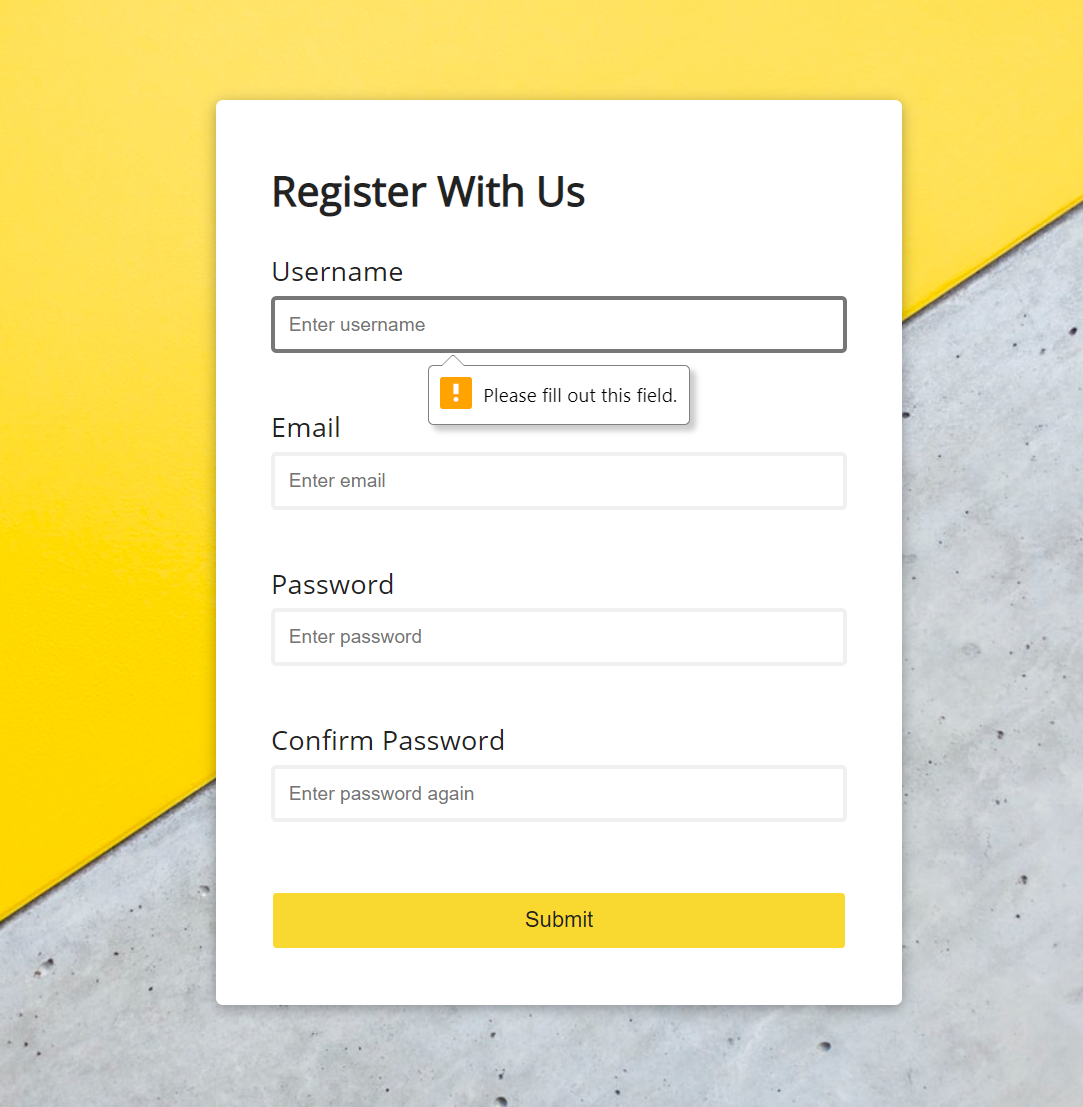 Register With Us
Username
Enter username
Please fill out this field.
Email
Enter email
Password
Enter password
Confirm Password
Enter password again
Submit